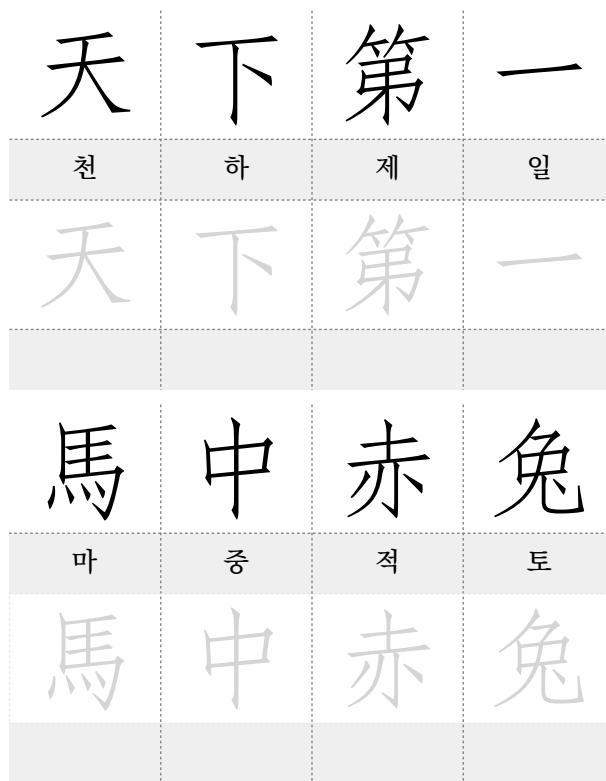 天 下 第 一
천 하 제 일
天 下 第 一
馬 中 赤 兔
마 중 적 토
馬 中 赤 兔